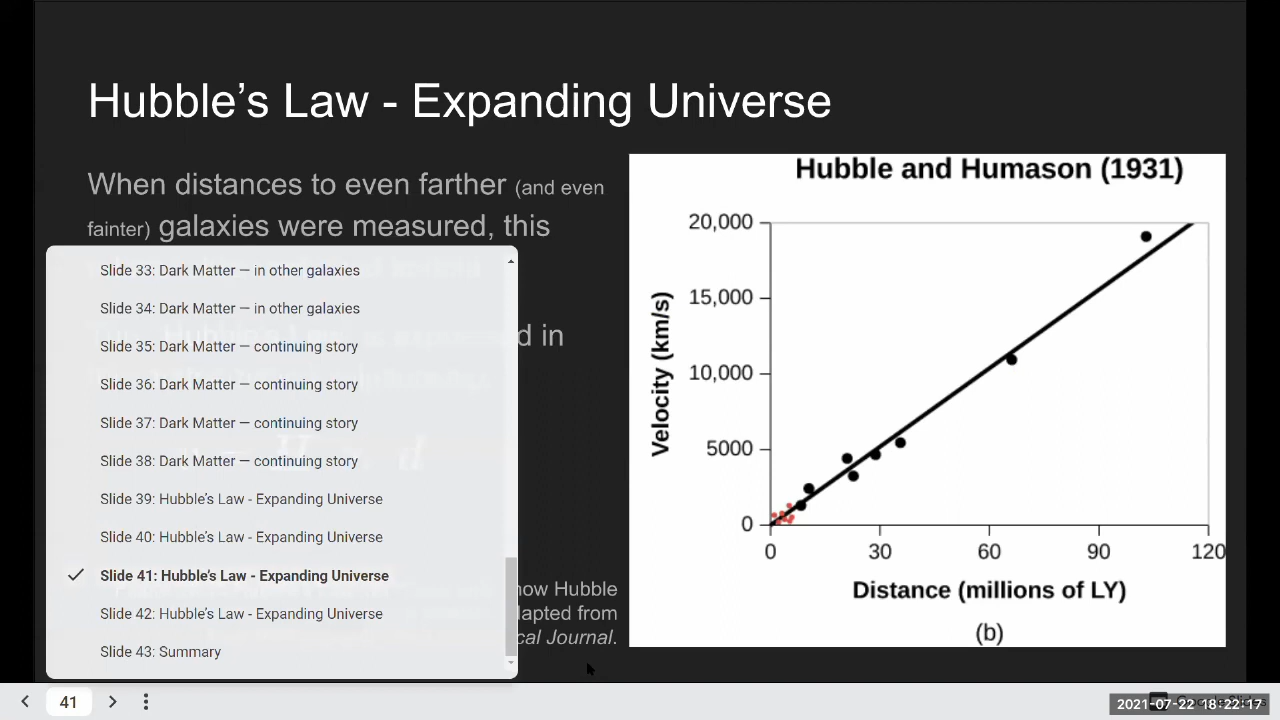 Hubble’s Law - Expanding Universe
When distances to even farther (and even
fainter) galaxies were measured, this
d in
d
now Hubble
dapted from
cal Journal.
Slide 33: Dark Matter — in other galaxies
Slide 34: Dark Matter — in other galaxies
Slide 35: Dark Matter — continuing story
Slide 36: Dark Matter — continuing story
Slide 37: Dark Matter — continuing story
Slide 38: Dark Matter — continuing story
Slide 39: Hubble’s Law - Expanding Universe
Slide 40: Hubble’s Law - Expanding Universe
Slide 41: Hubble’s Law - Expanding Universe
Slide 42: Hubble’s Law - Expanding Universe
Slide 43: Summary
Hubble and Humason (1931)
20,000
15,000
10,000
5000
0
Velocity (km/s)
0 30 60 90 120
Distance (millions of LY)
(b)
41
Google Slides
2021-07-22 18:22:17